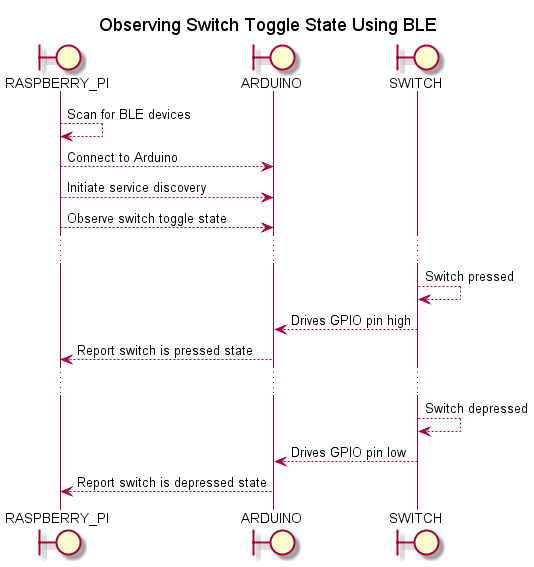 Observing Switch Toggle State Using BLE
RASPBERRY_PI ARDUINO SWITCH
Scan for BLE devices
Connect to Arduino
Initiate service discovery
Observe switch toggle state
Switch pressed
Drives GPIO pin high
Report switch is pressed state
Switch depressed
Drives GPIO pin low
Report switch is depressed state
RASPBERRY_PI ARDUINO SWITCH